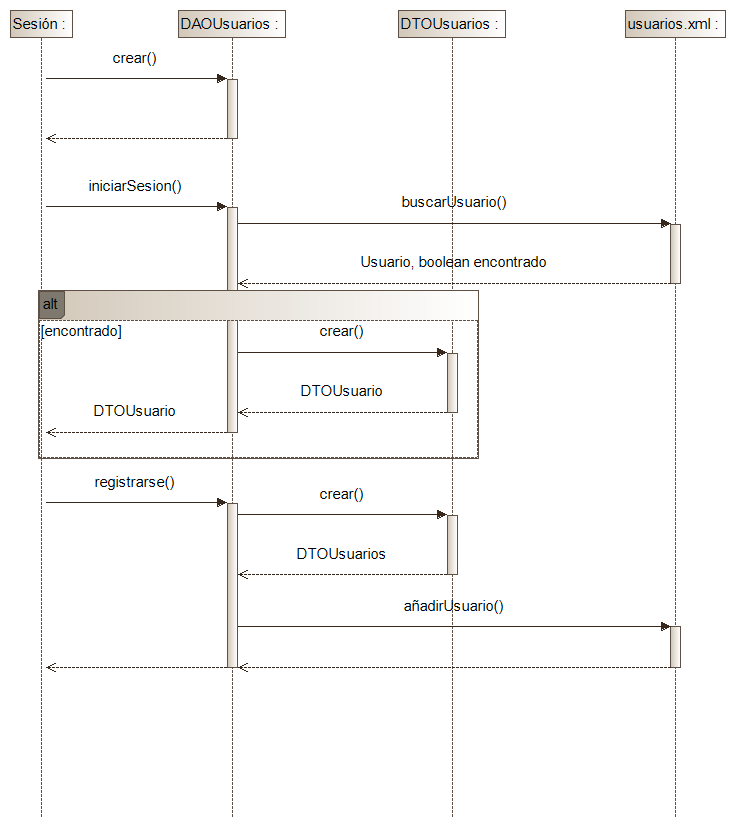 Sesión :
DAOUsuarios :
DTOUsuarios :
usuarios.xml :
crear()
iniciarSesion()
buscarUsuario()
Usuario, boolean encontrado
alt
[encontrado]
crear()
DTOUsuario
DTOUsuario
registrarse()
crear()
DTOUsuarios
añadirUsuario()